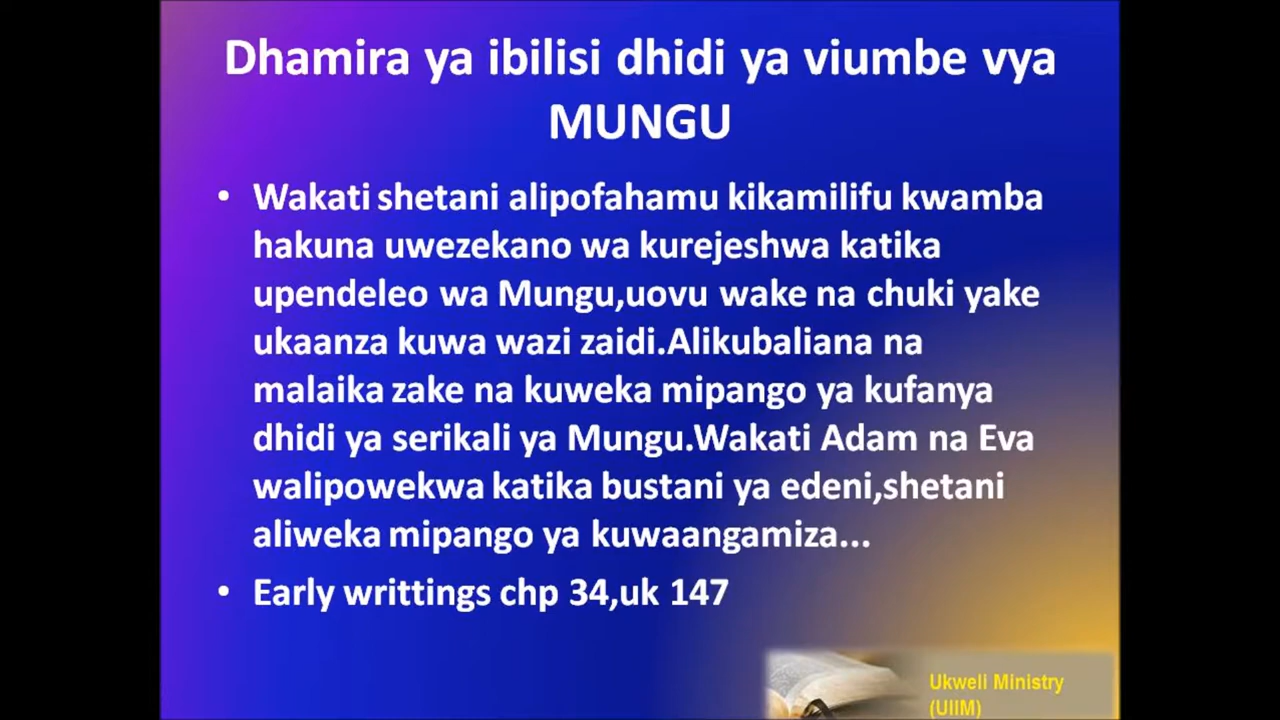 Dhamira ya ibilisi dhidi ya viumbe vya
MUNGU
• Wakati shetani alipofahamu kikamilifu kwamba
hakuna uwezekano wa kurejeshwa katika
upendeleo wa Mungu,uovu wake na chuki yake
ukaanza kuwa wazi zaidi.Alikubaliana na
malaika zake na kuweka mipango ya kufanya
dhidi ya serikali ya Mungu.Wakati Adam na Eva
walipowekwa katika bustani ya edeni,shetani
aliweka mipango ya kuwaangamiza...
• Early writtings chp 34,uk 147
Ukweli Ministry
(UIIM)